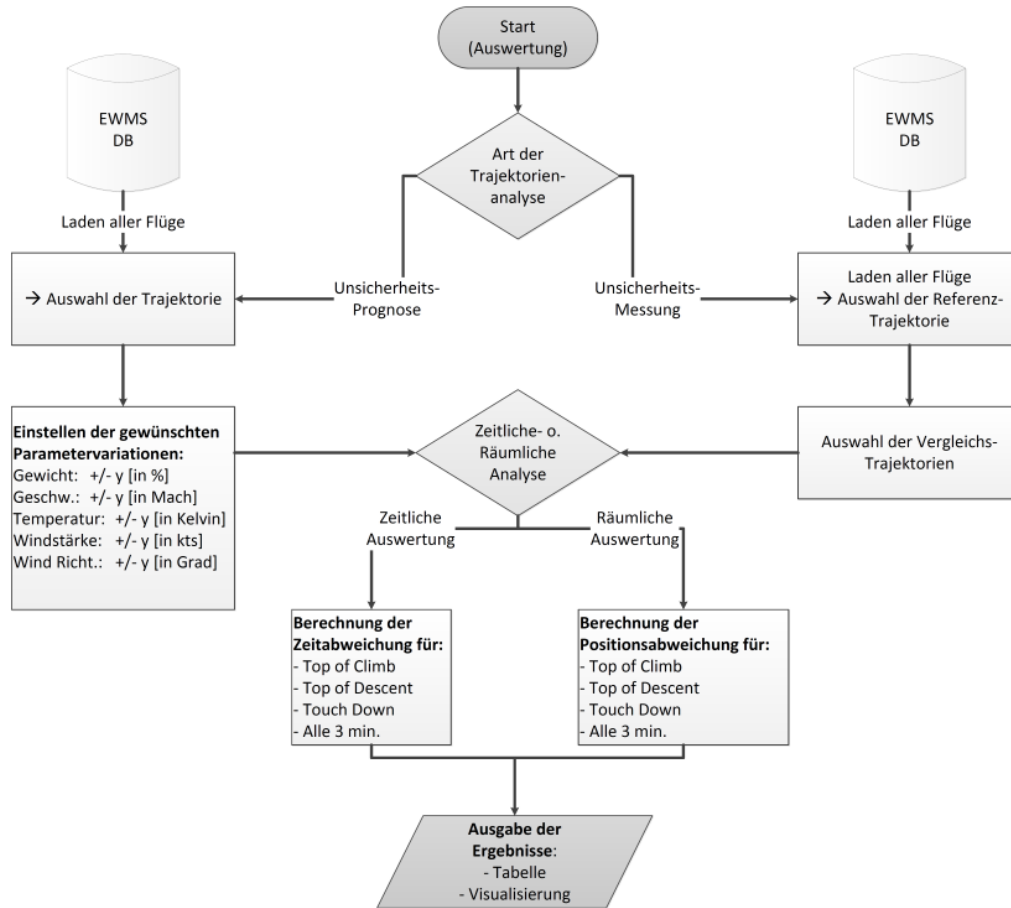 Start
(Auswertung)
EWMS
DB
EWMS
DB
Art der
Trajektorien-
analyse
Laden aller Flüge
Laden aller Flüge
→ Auswahl der Trajektorie
Unsicherheits-
Prognose
Unsicherheits-
Messung
Laden aller Flüge
→ Auswahl der Referenz-
Trajektorie
Einstellen der gewünschten
Parametervariationen:
Gewicht: +/- y [in %]
Geschw.: +/- y [in Mach]
Temperatur: +/- y [in Kelvin]
Windstärke: +/- y [in kts]
Wind Richt.: +/- y [in Grad]
Zeitliche- o.
Räumliche
Analyse
Auswahl der Vergleichs-
Trajektorien
Zeitliche
Auswertung
Räumliche
Auswertung
Berechnung der
Zeitabweichung für:
- Top of Climb
- Top of Descent
- Touch Down
- Alle 3 min.
Berechnung der
Positionsabweichung für:
- Top of Climb
- Top of Descent
- Touch Down
- Alle 3 min.
Ausgabe der
Ergebnisse:
- Tabelle
- Visualisierung